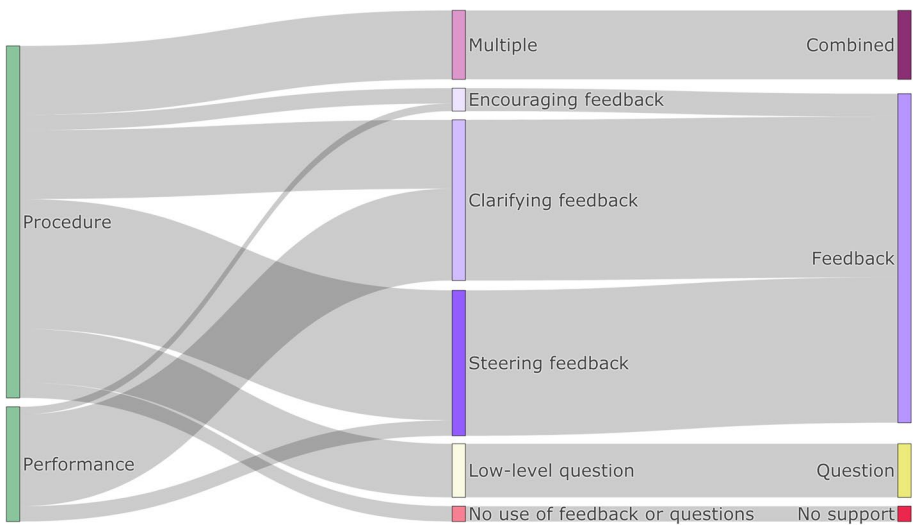 Multiple
Combined
Encouraging feedback
Clarifying feedback
Procedure
Feedback
Steering feedback
Performance
Low-level question
Question
No use of feedback or questions
No support